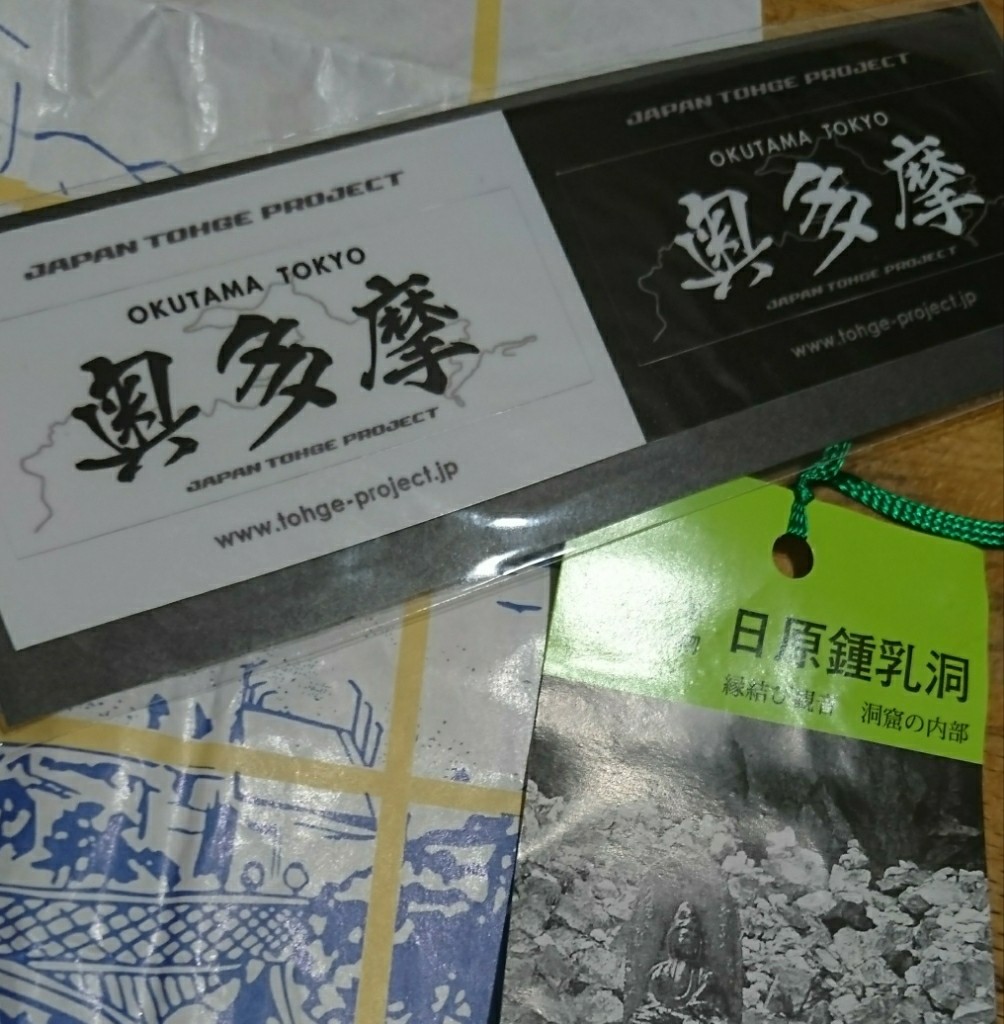 JAPAN TOHGE PROJECT
OKUTAMA TOKYO
奥多摩
JAPAN TOHGE PROJECT
www.tohge-project.jp
JAPAN TOHGE PROJECT
OKUTAMA TOKYO
奥多摩
JAPAN TOHGE PROJECT
www.tohge-project.jp
日原鍾乳洞
縁結び観音 洞窟の内部